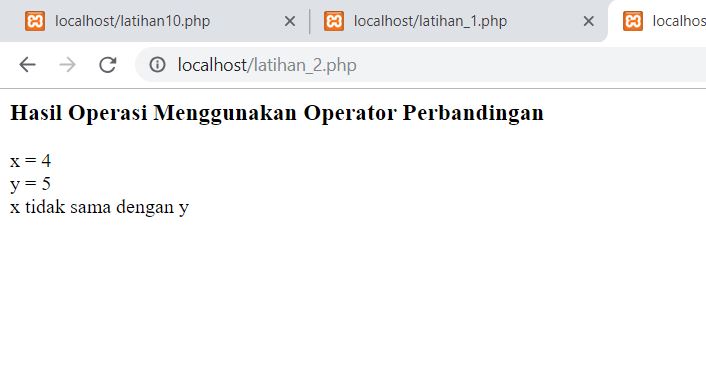 localhost/latihan10.php
localhost/latihan_1.php
localhos
localhost/latihan_2.php
Hasil Operasi Menggunakan Operator Perbandingan
x = 4
y = 5
x tidak sama dengan y